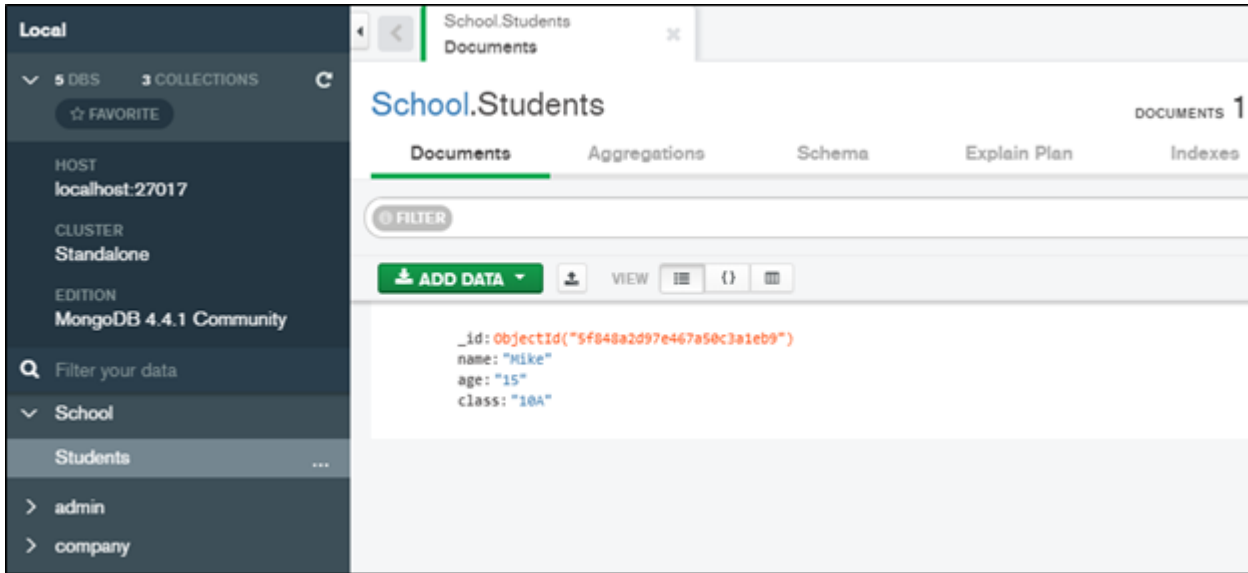 Local
5 DBS 3 COLLECTIONS
☆ FAVORITE
HOST
localhost:27017
CLUSTER
Standalone
EDITION
MongoDB 4.4.1 Community
Filter your data
School
Students ...
admin
company
School.Students
Documents
School.Students
DOCUMENTS 1
Documents Aggregations Schema Explain Plan Indexes
FILTER
ADD DATA VIEW {}
_id: ObjectId("5f848a2d97e467a50c3a1eb9")
name: "Mike"
age: "15"
class: "10A"